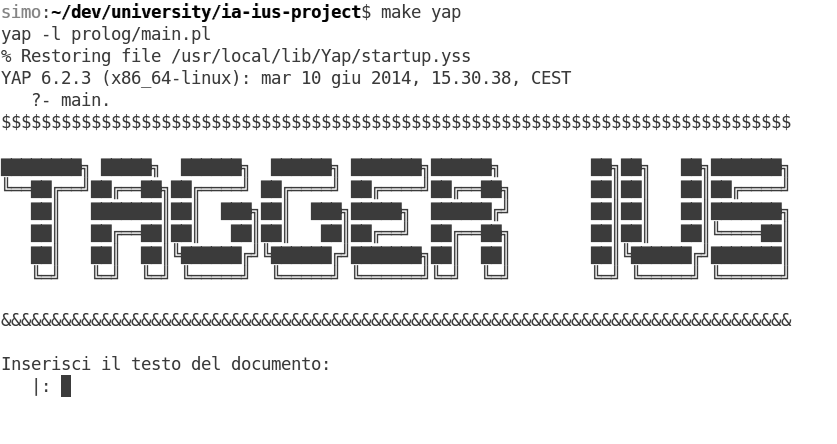 simo:~/dev/university/ia-ius-project$ make yap
yap -l prolog/main.pl
% Restoring file /usr/local/lib/Yap/startup.yss
YAP 6.2.3 (x86_64-linux): mar 10 giu 2014, 15.30.38, CEST
?- main.
$$$$$$$$$$$$$$$$$$$$$$$$$$$$$$$$$$$$$$$$$$$$$$$$$$$$$$$$$$$$$$$$$$$$$$$$$$$$$$$
TAGGER IUS
&&&&&&&&&&&&&&&&&&&&&&&&&&&&&&&&&&&&&&&&&&&&&&&&&&&&&&&&&&&&&&&&&&&&&&&&&&&&&&&
Inserisci il testo del documento:
|: